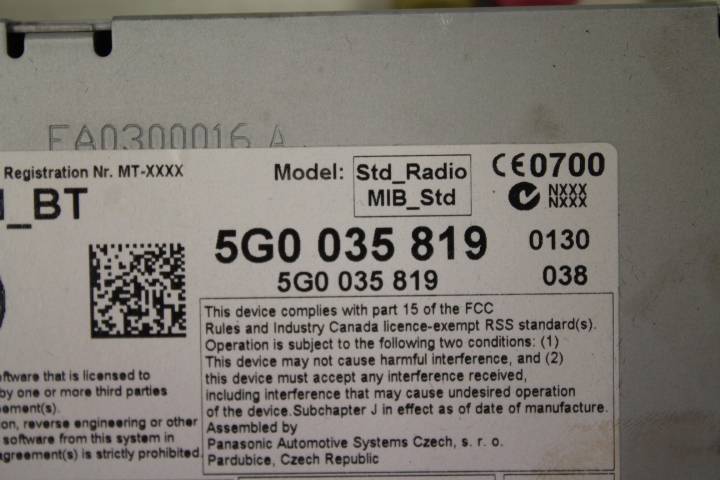 EA0300016 A
Registration Nr. MT-XXXX
Model: Std_Radio
MIB_Std
CE0700
NXXX
NXXX
_BT
5G0 035 819 0130
5G0 035 819 038
This device complies with part 15 of the FCC
Rules and Industry Canada licence-exempt RSS standard(s).
Operation is subject to the following two conditions: (1)
This device may not cause harmful interference, and (2)
this device must accept any interference received,
including interference that may cause undesired operation
of the device.Subchapter J in effect as of date of manufacture.
Assembled by
Panasonic Automotive Systems Czech, s. r. o.
Pardubice, Czech Republic
ftware that is licensed to
by one or more third parties
ement(s).
on, reverse engineering or other
software from this system in
agreement(s) is strictly prohibited.